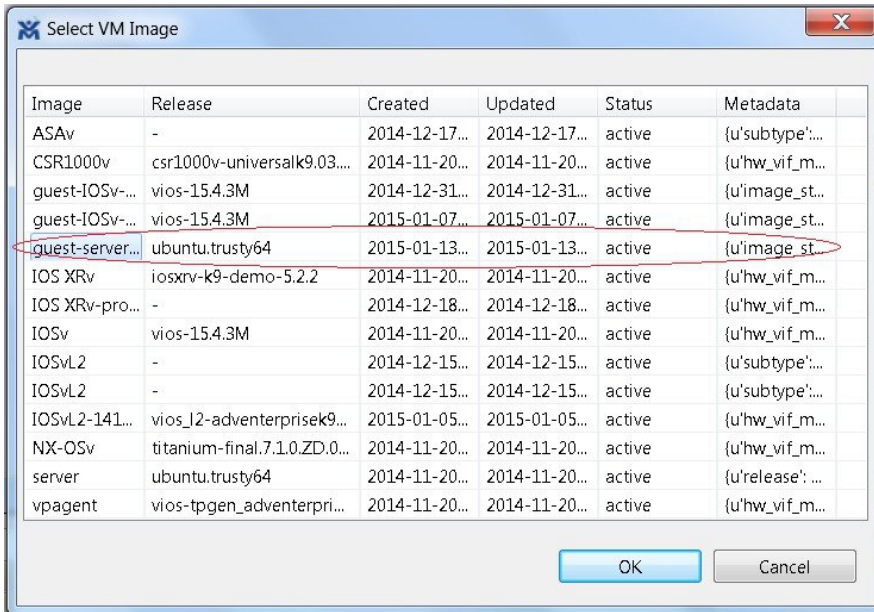 Select VM Image
Image Release Created Updated Status Metadata
ASAv - 2014-12-17... 2014-12-17... active {u'subtype':...
CSR1000v csr1000v-universalk9.03.... 2014-11-20... 2014-11-20... active {u'hw_vif_m...
guest-IOSv-... vios-15.4.3M 2014-12-31... 2014-12-31... active {u'image_st...
guest-IOSv-... vios-15.4.3M 2015-01-07... 2015-01-07... active {u'image_st...
guest-server... ubuntu.trusty64 2015-01-13... 2015-01-13... active {u'image_st...
IOS XRv iosxrv-k9-demo-5.2.2 2014-11-20... 2014-11-20... active {u'hw_vif_m...
IOS XRv-pro... - 2014-12-18... 2014-12-18... active {u'hw_vif_m...
IOSv vios-15.4.3M 2014-11-20... 2014-11-20... active {u'hw_vif_m...
IOSvL2 - 2014-12-15... 2014-12-15... active {u'subtype':...
IOSvL2 - 2014-12-15... 2014-12-15... active {u'subtype':...
IOSvL2-141... vios_l2-adventerprisek9... 2015-01-05... 2015-01-05... active {u'hw_vif_m...
NX-OSv titanium-final.7.1.0.ZD.0... 2014-11-20... 2014-11-20... active {u'hw_vif_m...
server ubuntu.trusty64 2014-11-20... 2014-11-20... active {u'release': ...
vpagent vios-tpgen_adventerpri... 2014-11-20... 2014-11-20... active {u'hw_vif_m...
OK Cancel